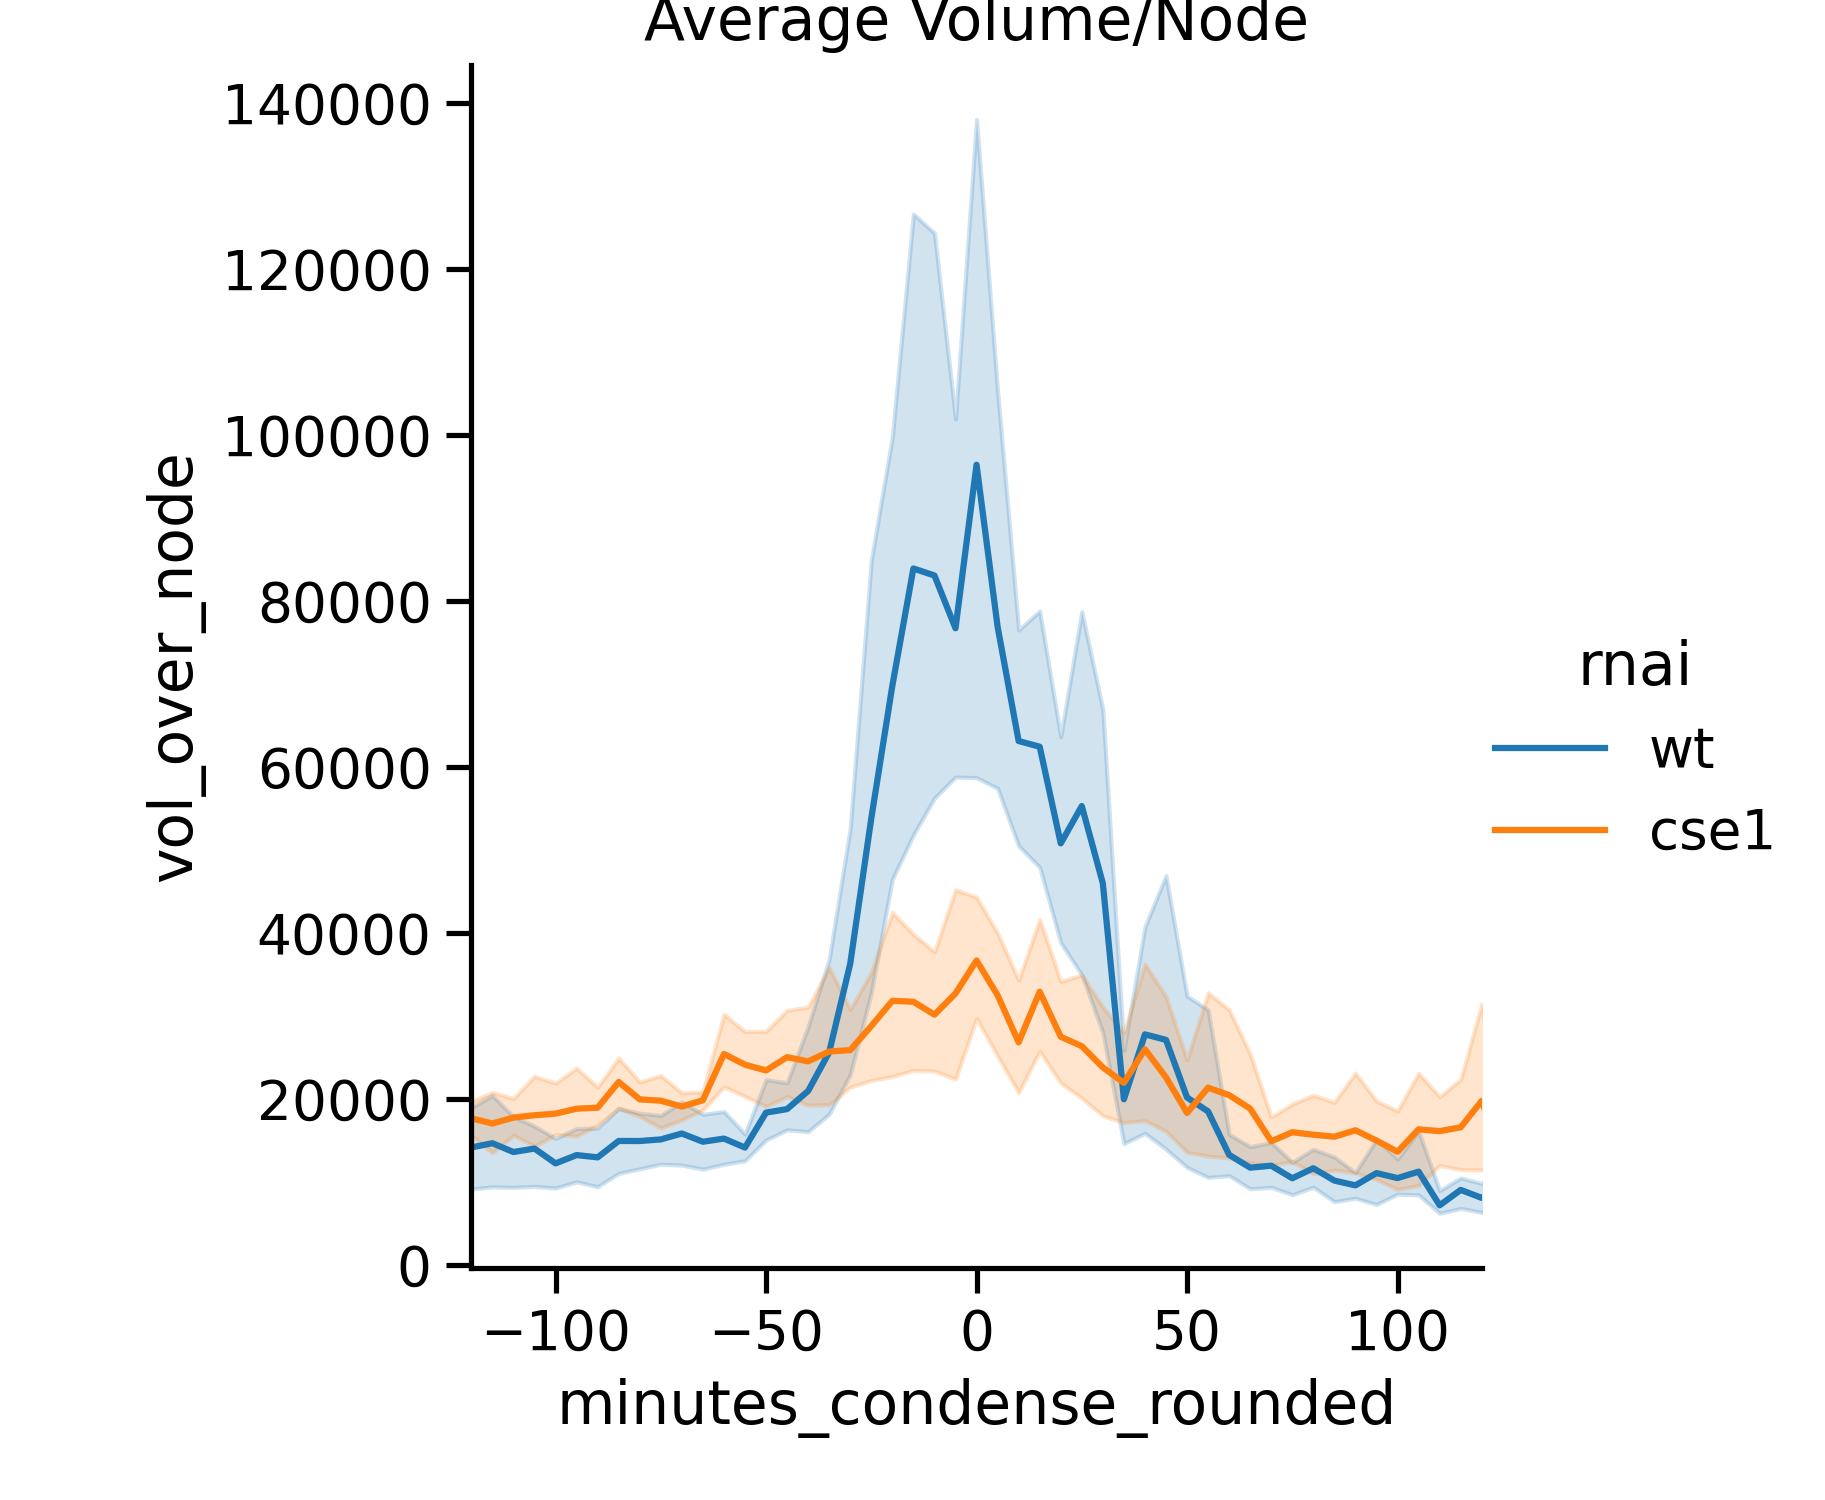 Average Volume/Node
140000
120000
100000
80000
60000
40000
20000
0
vol_over_node
−100
−50
0
50
100
minutes_condense_rounded
rnai
wt
cse1